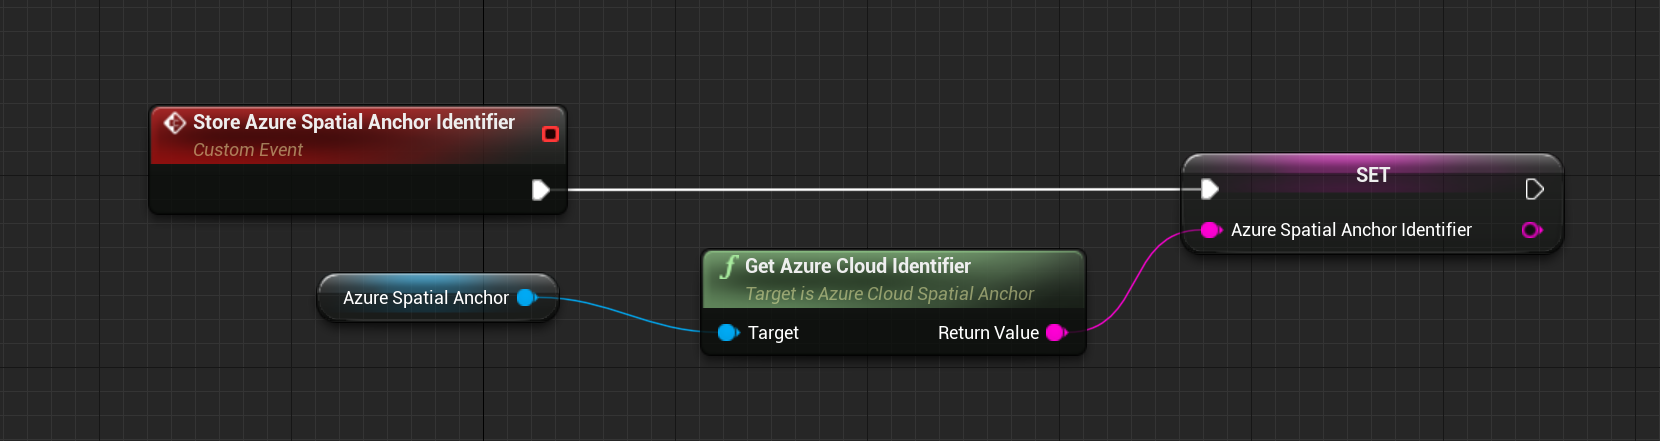 Store Azure Spatial Anchor Identifier
Custom Event
SET
Azure Spatial Anchor Identifier
Get Azure Cloud Identifier
Target is Azure Cloud Spatial Anchor
Azure Spatial Anchor
Target
Return Value